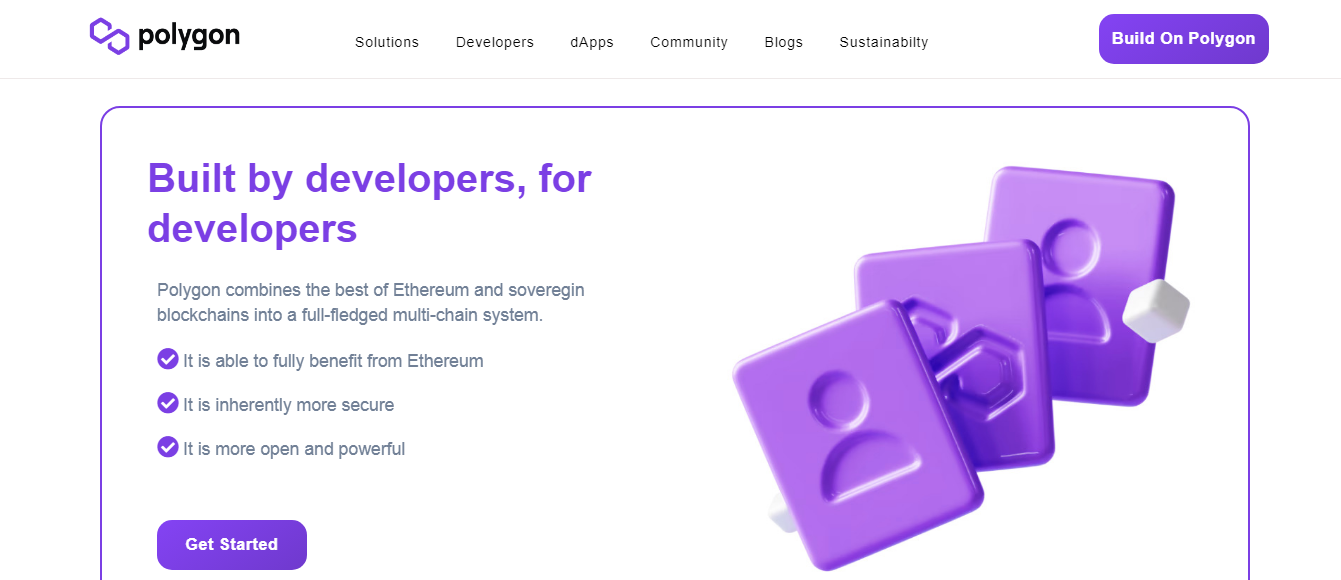 polygon
Solutions Developers dApps Community Blogs Sustainabilty
Build On Polygon
Built by developers, for
developers
Polygon combines the best of Ethereum and soveregin
blockchains into a full-fledged multi-chain system.
It is able to fully benefit from Ethereum
It is inherently more secure
It is more open and powerful
Get Started